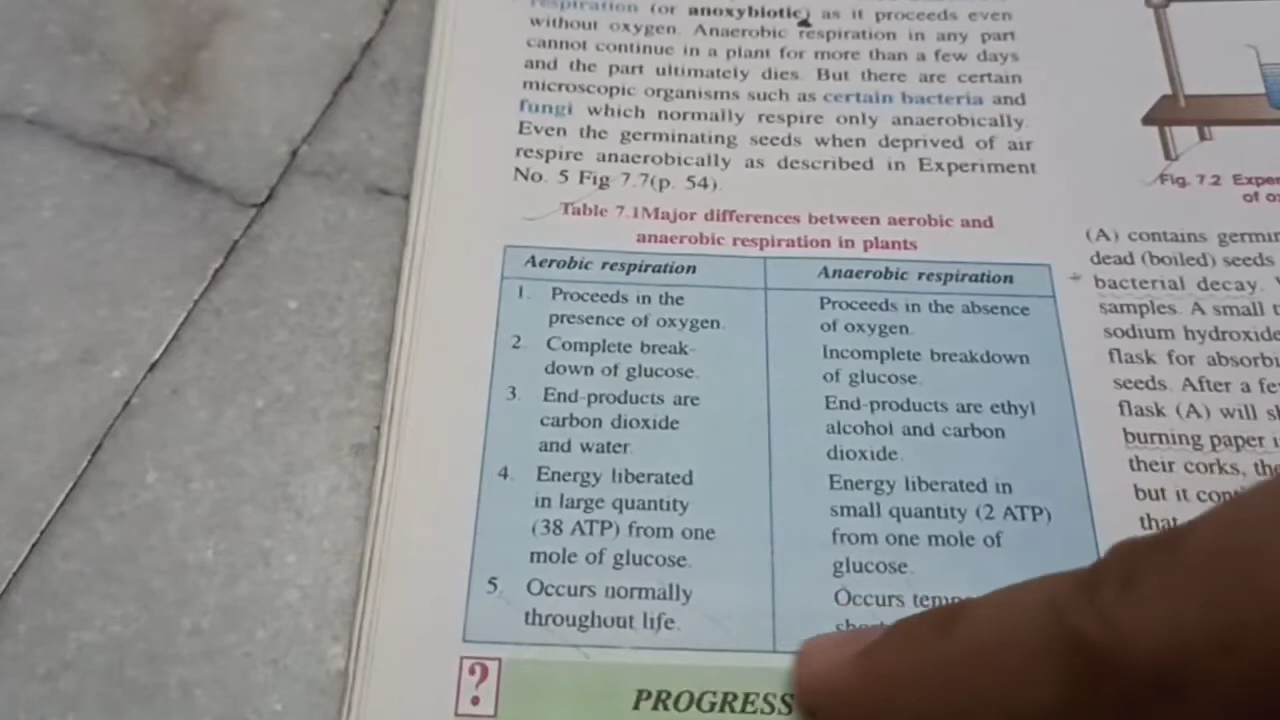 respiration (or anoxybiotic) as it proceeds even
without oxygen. Anaerobic respiration in any part
cannot continue in a plant for more than a few days
and the part ultimately dies. But there are certain
microscopic organisms such as certain bacteria and
fungi which normally respire only anaerobically.
Even the germinating seeds when deprived of air
respire anaerobically as described in Experiment
No. 5 Fig 7.7(p. 54).
Table 7.1Major differences between aerobic and
anaerobic respiration in plants
Aerobic respiration
1. Proceeds in the
presence of oxygen.
2. Complete break-
down of glucose.
3. End-products are
carbon dioxide
and water.
4. Energy liberated
in large quantity
(38 ATP) from one
mole of glucose.
5. Occurs normally
throughout life.
Anaerobic respiration
Proceeds in the absence
of oxygen.
Incomplete breakdown
of glucose.
End-products are ethyl
alcohol and carbon
dioxide.
Energy liberated in
small quantity (2 ATP)
from one mole of
glucose.
Occurs
?
PROGRESS
Fig. 7.2
of
(A) contains
dead (boiled) seeds
bacterial decay.
samples. A small
sodium hydroxide
flask for
seeds. After a
flask (A) will
burning paper
their corks,
but it
that